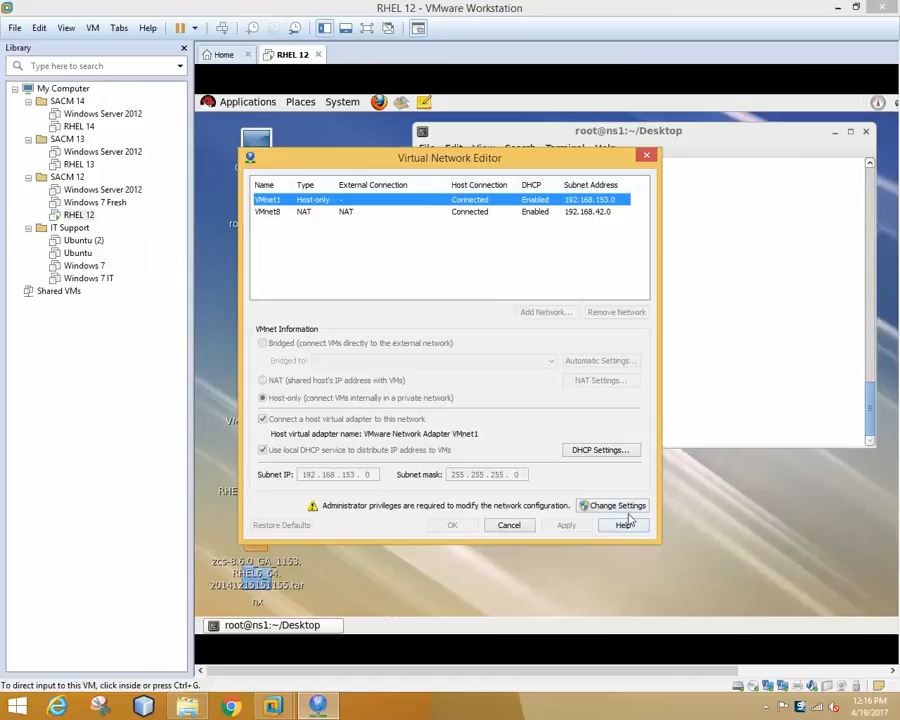 RHEL 12 - VMware Workstation
File Edit View VM Tabs Help
Library
Type here to search
My Computer
SACM 14
Windows Server 2012
RHEL 14
SACM 13
Windows Server 2012
RHEL 13
SACM 12
Windows Server 2012
Windows 7 Fresh
RHEL 12
IT Support
Ubuntu (2)
Ubuntu
Windows 7
Windows 7 IT
Shared VMs
Home
RHEL 12
Applications Places System
root@ns1:~/Desktop
Virtual Network Editor
Name Type External Connection Host Connection DHCP Subnet Address
VMnet1 Host-only - Connected Enabled 192.168.153.0
VMnet8 NAT NAT Connected Enabled 192.168.42.0
Add Network... Remove Network
VMnet Information
Bridged (connect VMs directly to the external network)
Bridged to: Automatic Settings...
NAT (shared host's IP address with VMs) NAT Settings...
Host-only (connect VMs internally in a private network)
Connect a host virtual adapter to this network
Host virtual adapter name: VMware Network Adapter VMnet1
Use local DHCP service to distribute IP address to VMs DHCP Settings...
Subnet IP: 192 . 168 . 153 . 0 Subnet mask: 255 . 255 . 255 . 0
Administrator privileges are required to modify the network configuration. Change Settings
Restore Defaults OK Cancel Apply Help
zcs-8.6.0_GA_1153.
RHEL6_64.
20141215151155.tar
nx
root@ns1:~/Desktop
To direct input to this VM, click inside or press Ctrl+G.
12:16 PM
4/19/2017